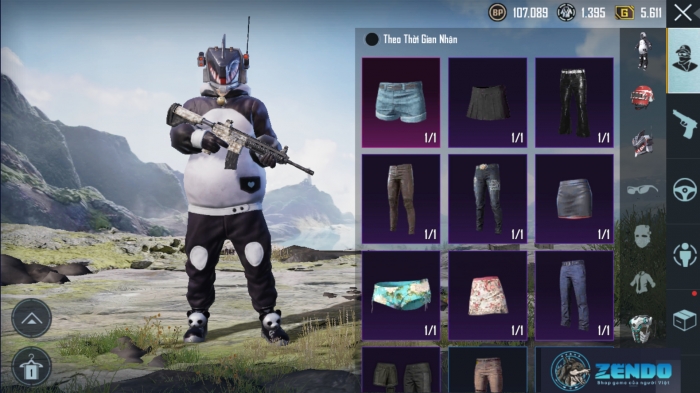 BP 107.089 1.395 G 5.611
Theo Thời Gian Nhận
1/1 1/1 1/1
1/1 1/1 1/1
1/1 1/1 1/1
ZENDO
Shop game của người Việt